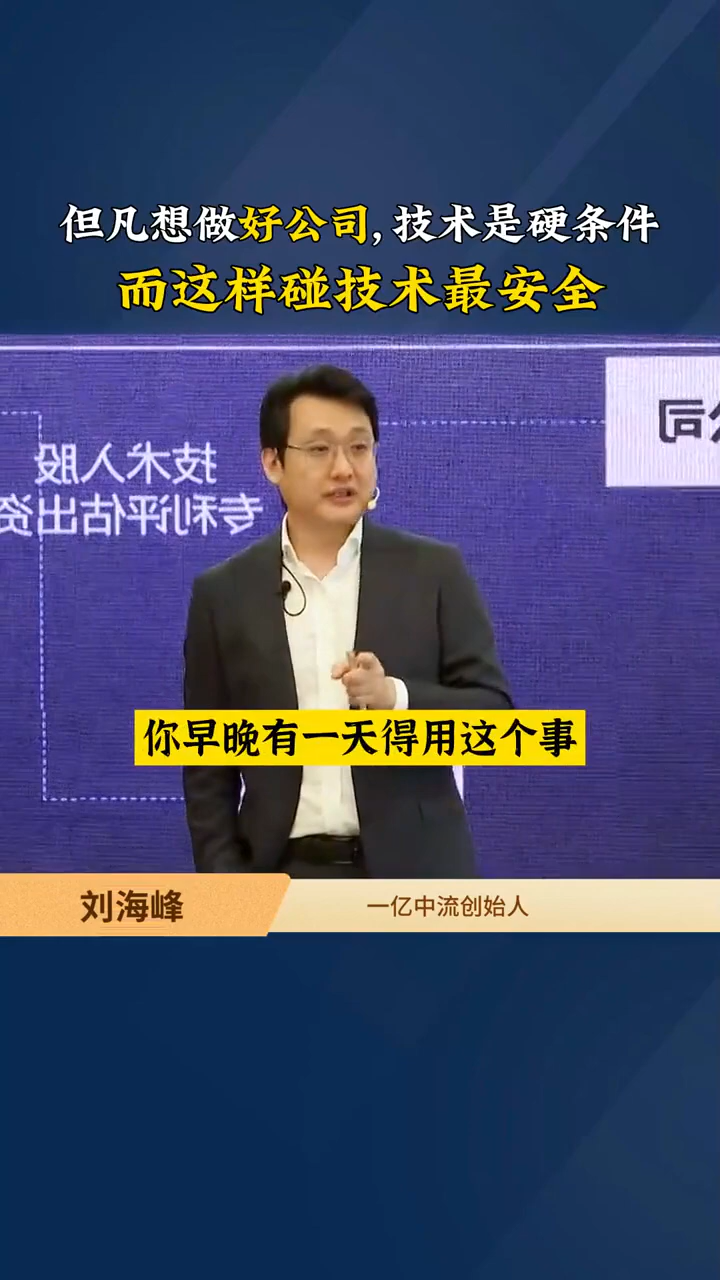 但凡想做好公司,技术是硬条件
而这样碰技术最安全
公司
技术入股
专利评估出资
你早晚有一天得用这个事
刘海峰
一亿中流创始人